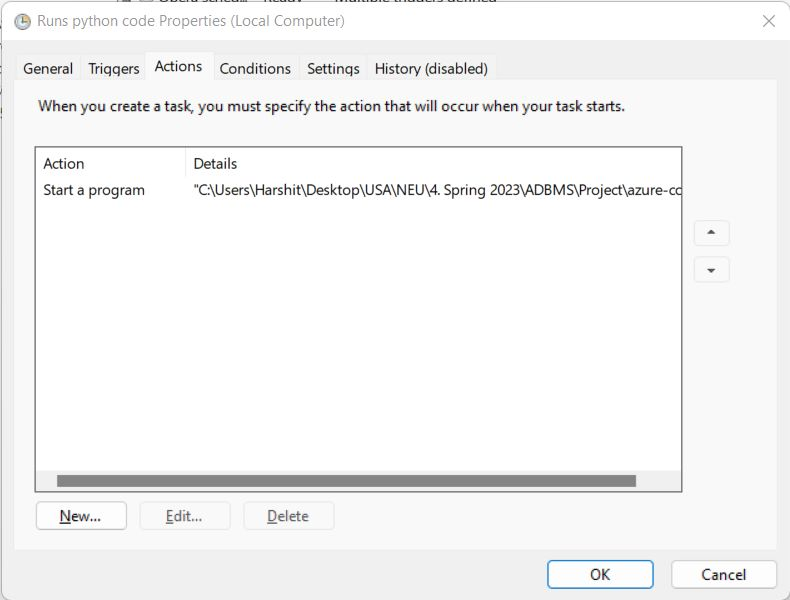 Runs python code Properties (Local Computer)
General Triggers Actions Conditions Settings History (disabled)
When you create a task, you must specify the action that will occur when your task starts.
Action Details
Start a program "C:\Users\Harshit\Desktop\USA\NEU\4. Spring 2023\ADBMS\Project\azure-co
New... Edit... Delete
OK Cancel